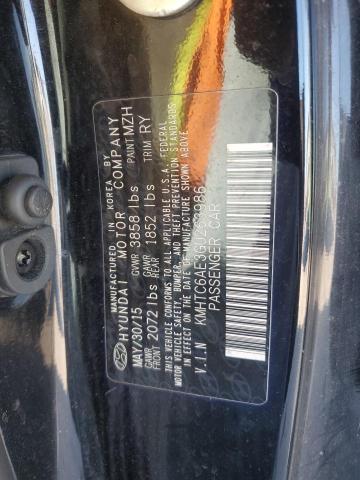 MANUFACTURED IN KOREA BY
HYUNDAI MOTOR COMPANY
MAY/30/15 GVWR 3858 lbs PAINT MZH
GAWR FRONT 2072 lbs GAWR REAR 1852 lbs TRIM RY
THIS VEHICLE CONFORMS TO ALL APPLICABLE U.S.A. FEDERAL
MOTOR VEHICLE SAFETY, BUMPER, AND THEFT PREVENTION STANDARDS
IN EFFECT ON THE DATE OF MANUFACTURE SHOWN ABOVE
V.I.N
PASSENGER CAR